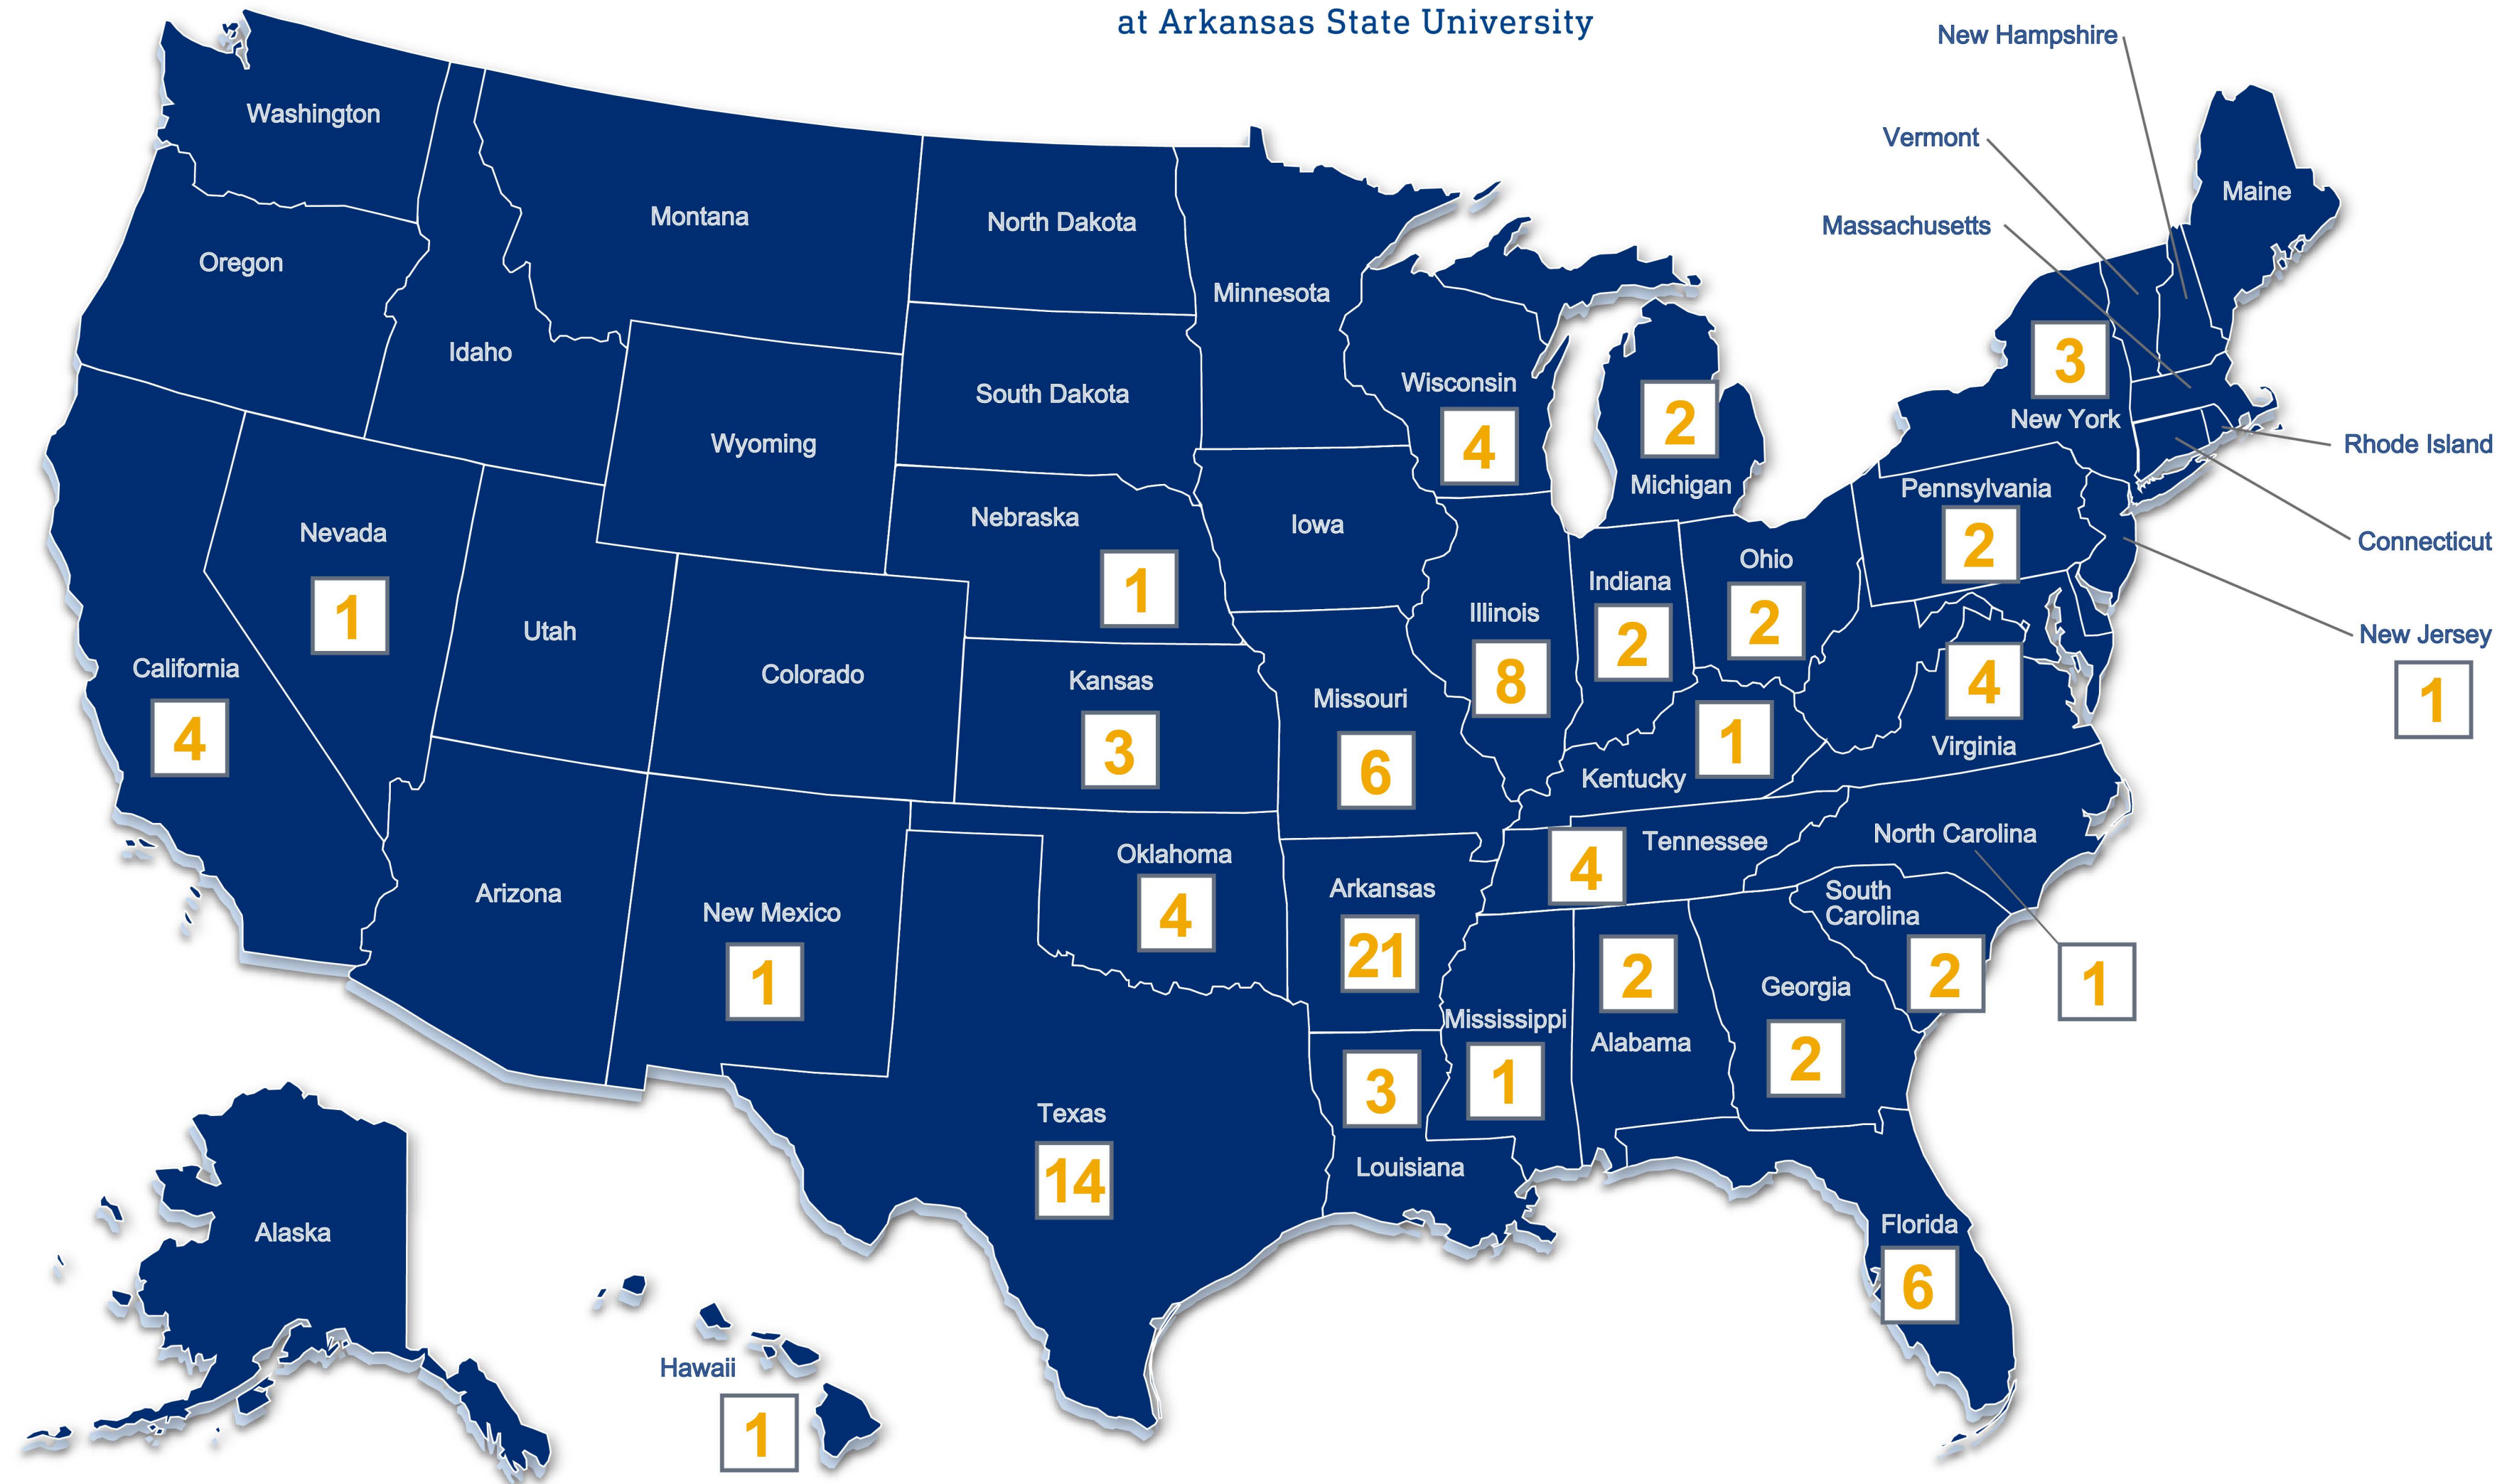 at Arkansas State University
New Hampshire
Washington
Vermont
Maine
Montana
North Dakota
Massachusetts
Oregon
Minnesota
Idaho
3
Wisconsin
South Dakota
2
New York
4
Wyoming
Rhode Island
Michigan
Pennsylvania
Nebraska
Iowa
Nevada
2
Connecticut
Ohio
Indiana
1
1
Illinois
2
Utah
2
New Jersey
California
Colorado
Kansas
8
4
1
Missouri
4
3
6
1
Virginia
Kentucky
North Carolina
Tennessee
Oklahoma
4
Arkansas
South
Carolina
Arizona
New Mexico
4
21
2
2
1
1
Georgia
Mississippi
Alabama
2
3
1
Texas
Louisiana
14
Florida
Alaska
6
Hawaii
1